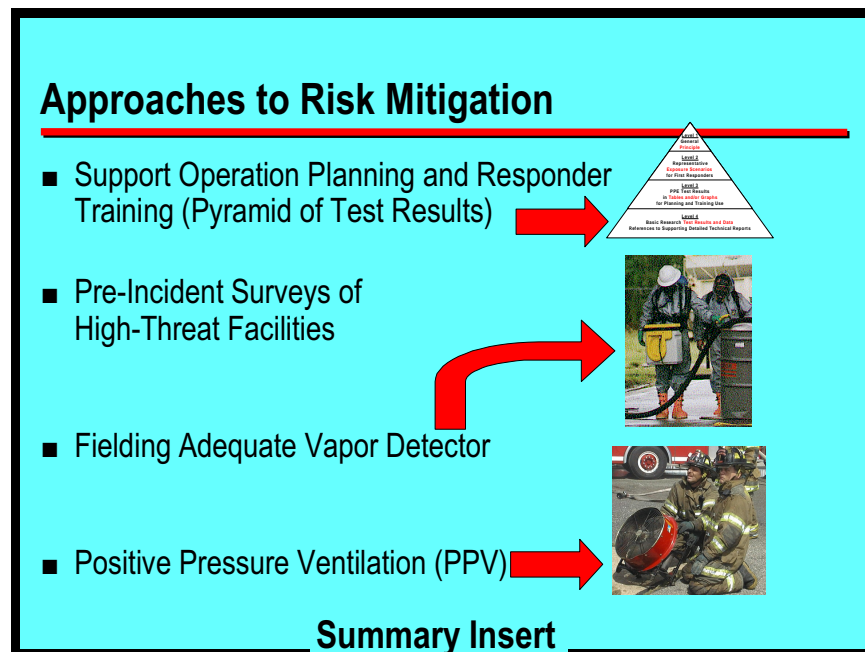 Approaches to Risk Mitigation
■ Support Operation Planning and Responder
Training (Pyramid of Test Results)
Level 1
General
Principle
Level 2
Representitive
Exposure Scenarios
for First Responders
Level 3
PPE Test Results
in Tables and/or Graphs
for Planning and Training Use
Level 4
Basic Research Test Results and Data
References to Supporting Detailed Technical Reports
■ Pre-Incident Surveys of
High-Threat Facilities
■ Fielding Adequate Vapor Detector
■ Positive Pressure Ventilation (PPV)
Summary Insert